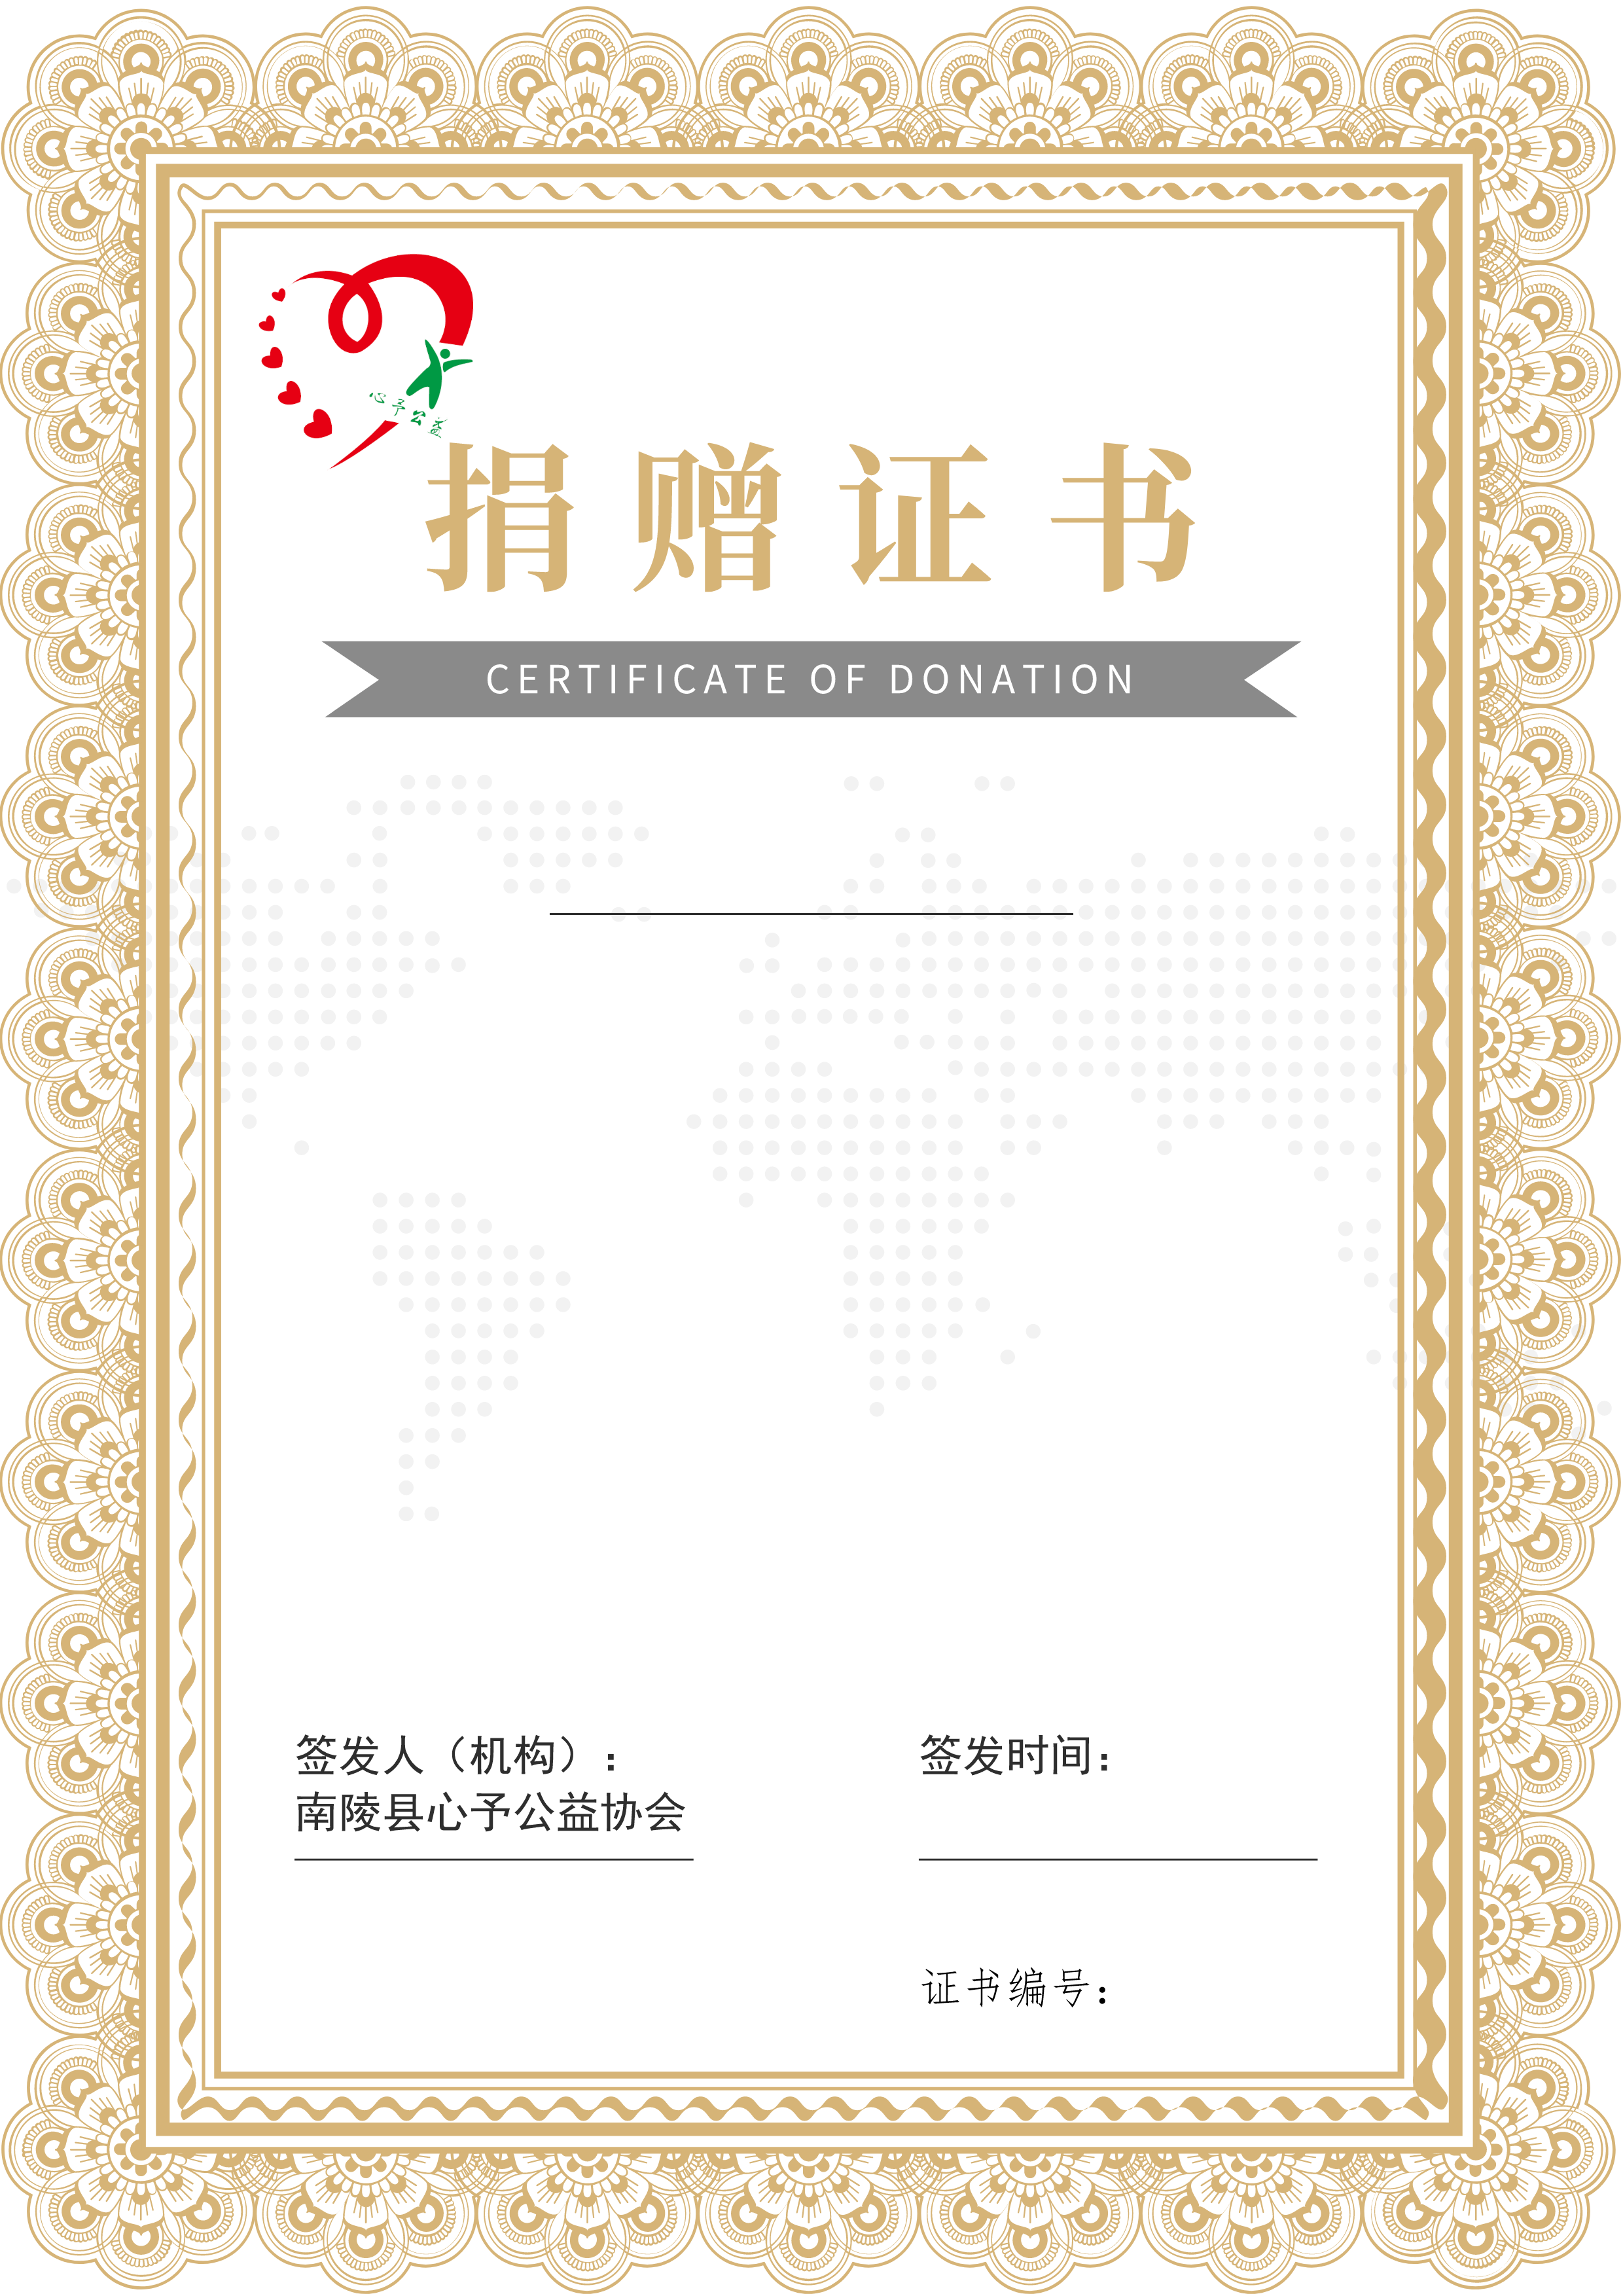 心予公益
捐赠证书
CERTIFICATE OF DONATION
签发人（机构）：
南陵县心予公益协会
签发时间：
证书编号：